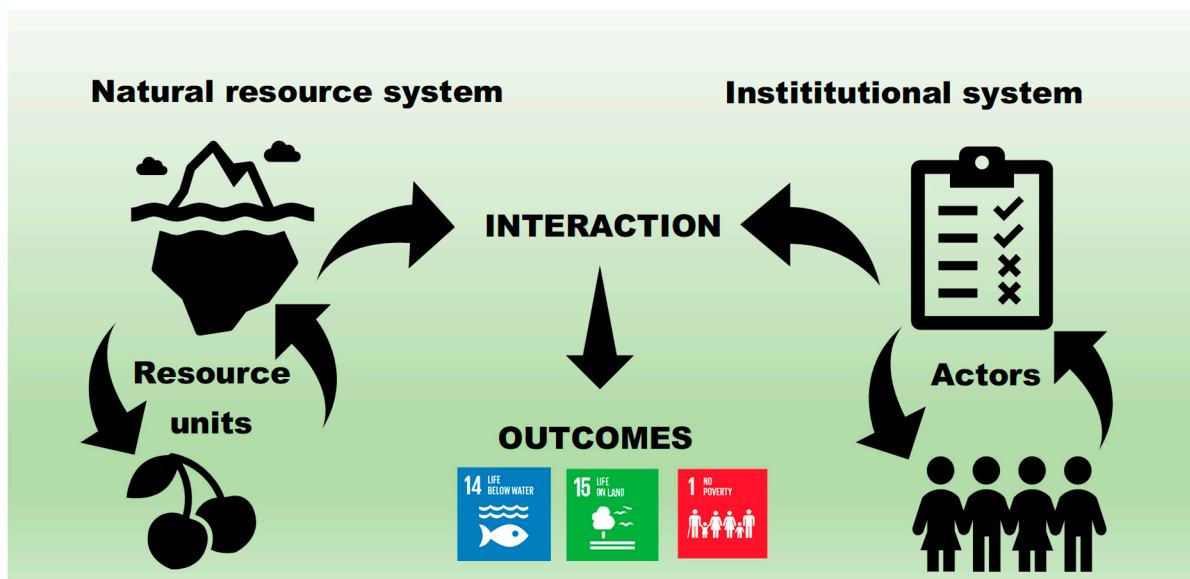 Natural resource system
Instititutional system
INTERACTION
Resource
units
Actors
OUTCOMES
14 LIFE
BELOW WATER
15 LIFE
ON LAND
1 NO
POVERTY